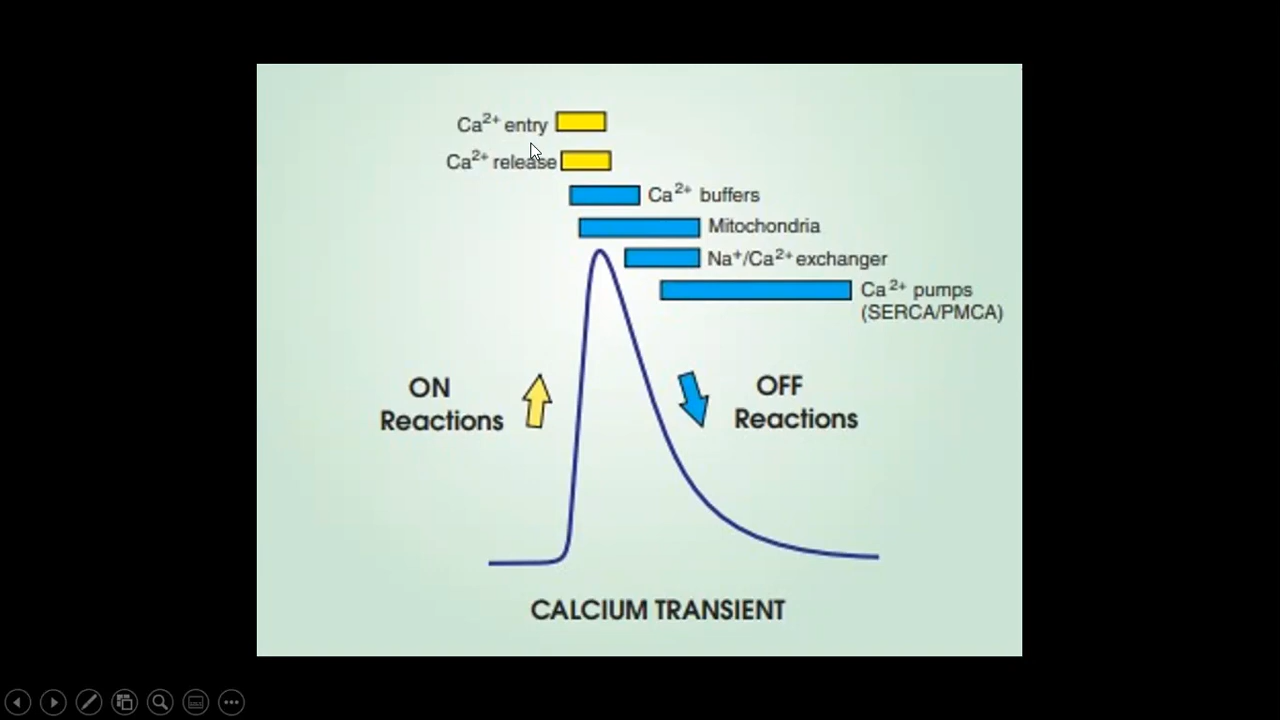 Ca²⁺ entry
Ca²⁺ release
Ca²⁺ buffers
Mitochondria
Na⁺/Ca²⁺ exchanger
Ca²⁺ pumps
(SERCA/PMCA)
ON
Reactions
OFF
Reactions
CALCIUM TRANSIENT